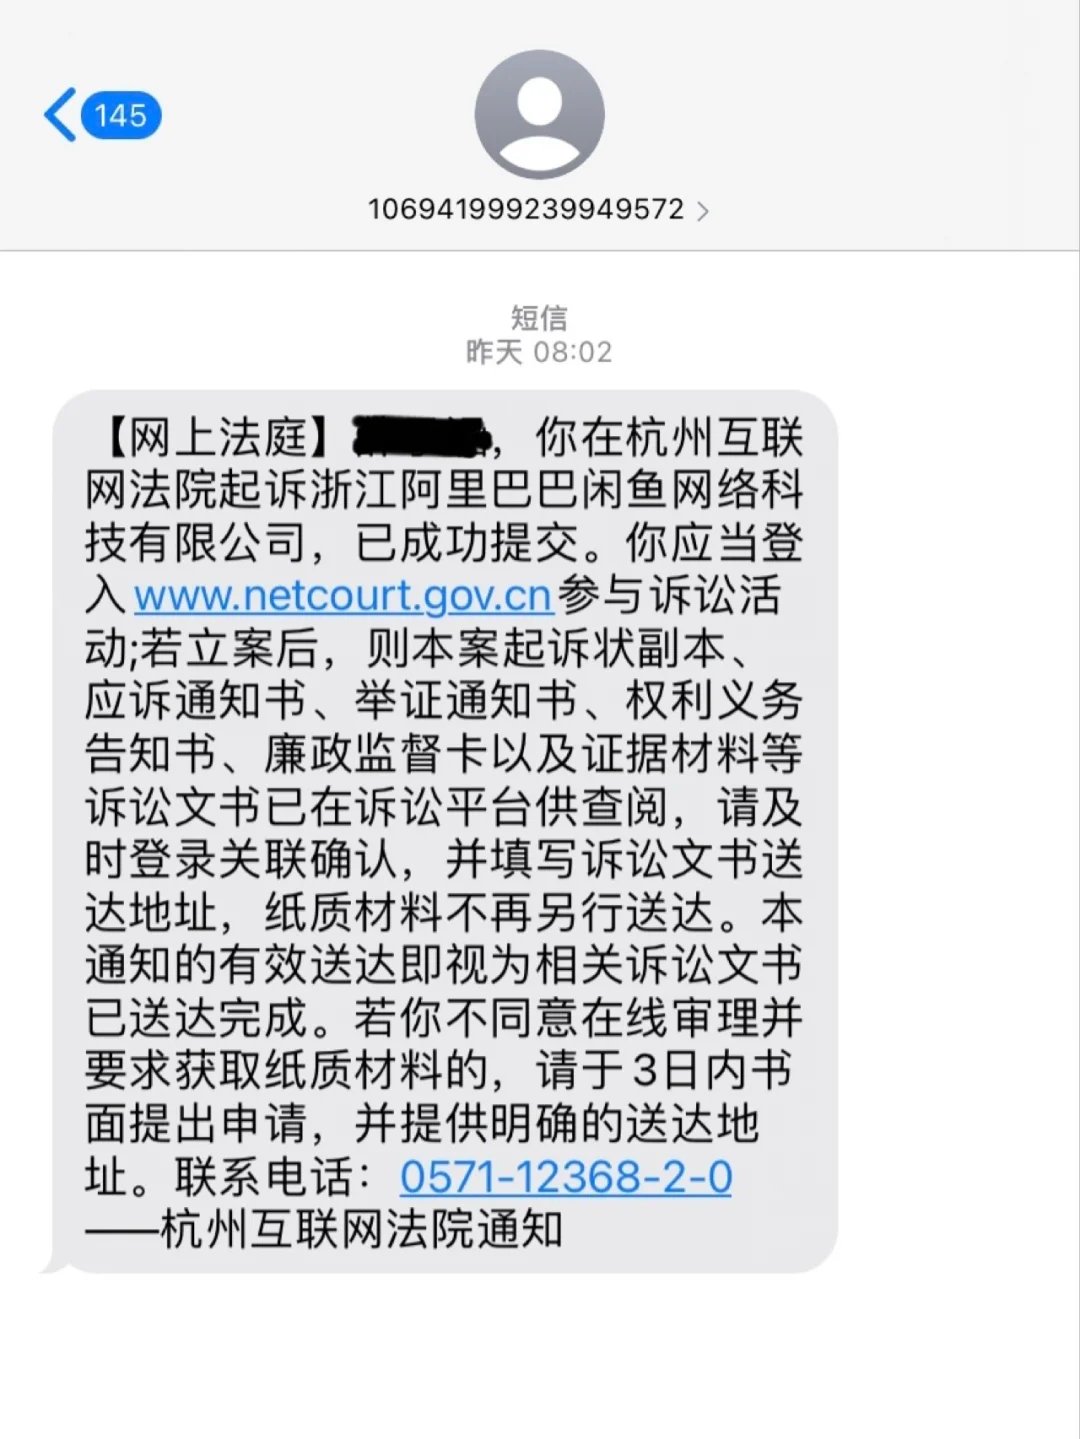 145
106941999239949572
短信
昨天 08:02
【网上法庭】 ，你在杭州互联
网法院起诉浙江阿里巴巴闲鱼网络科
技有限公司，已成功提交。你应当登
入www.netcourt.gov.cn参与诉讼活
动;若立案后，则本案起诉状副本、
应诉通知书、举证通知书、权利义务
告知书、廉政监督卡以及证据材料等
诉讼文书已在诉讼平台供查阅，请及
时登录关联确认，并填写诉讼文书送
达地址，纸质材料不再另行送达。本
通知的有效送达即视为相关诉讼文书
已送达完成。若你不同意在线审理并
要求获取纸质材料的，请于3日内书
面提出申请，并提供明确的送达地
址。联系电话：0571-12368-2-0
——杭州互联网法院通知